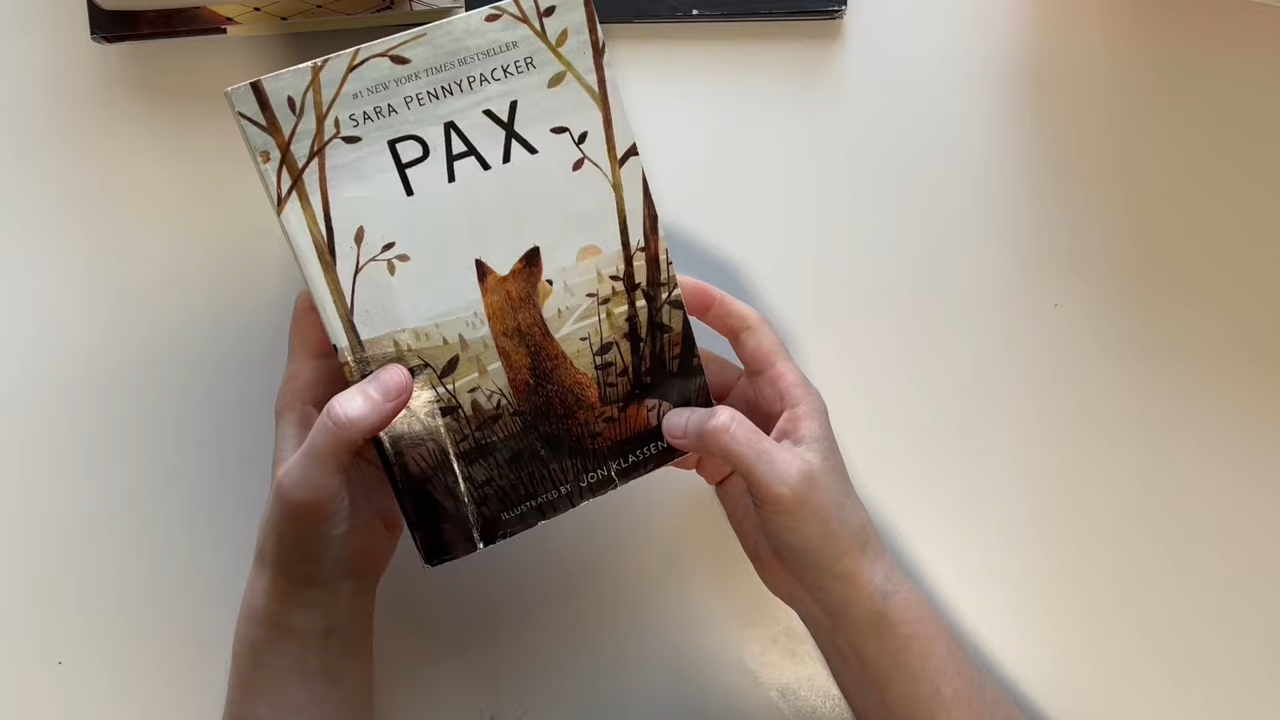 #1 NEW YORK TIMES BESTSELLER
SARA PENNYPACKER
PAX
ILLUSTRATED BY JON KLASSEN